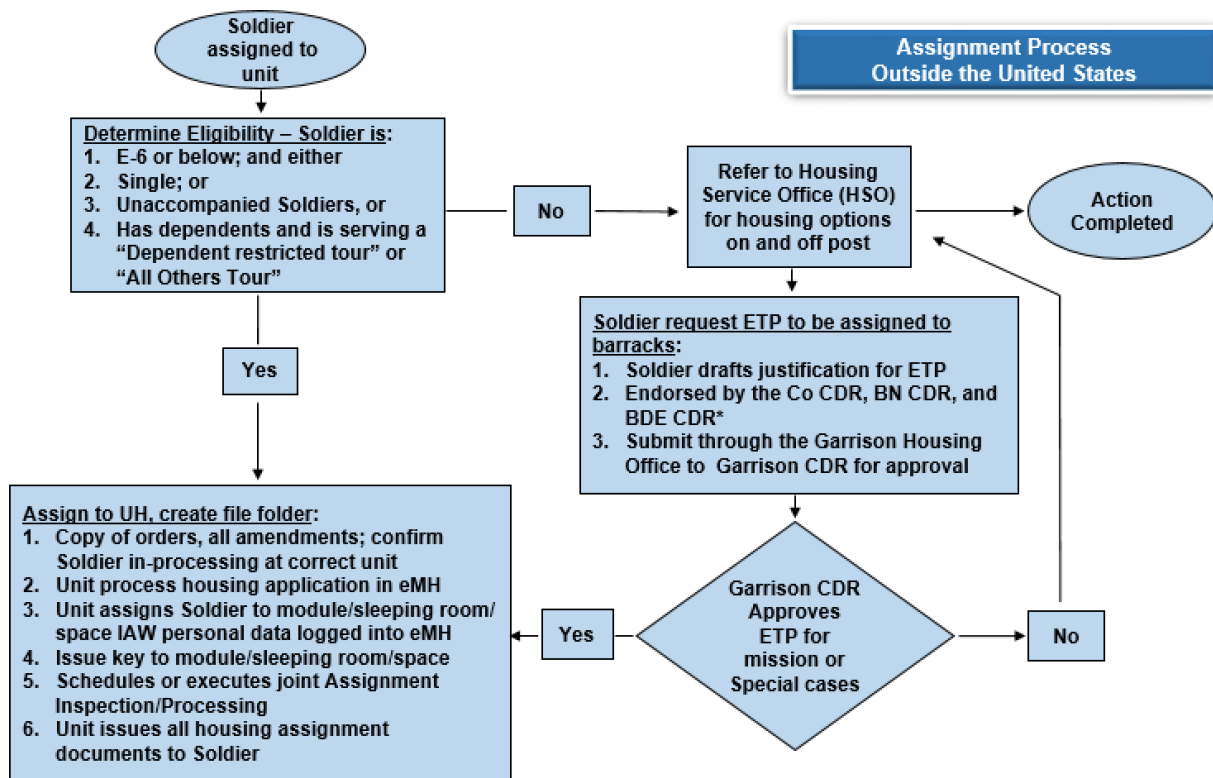 Soldier
assigned to
unit
Assignment Process
Outside the United States
Determine Eligibility – Soldier is:
1. E-6 or below; and either
2. Single; or
3. Unaccompanied Soldiers, or
4. Has dependents and is serving a
“Dependent restricted tour” or
“All Others Tour”
No
Refer to Housing
Service Office (HSO)
for housing options
on and off post
Action
Completed
Yes
Soldier request ETP to be assigned to
barracks:
1. Soldier drafts justification for ETP
2. Endorsed by the Co CDR, BN CDR, and
BDE CDR*
3. Submit through the Garrison Housing
Office to Garrison CDR for approval
Assign to UH, create file folder:
1. Copy of orders, all amendments; confirm
Soldier in-processing at correct unit
2. Unit process housing application in eMH
3. Unit assigns Soldier to module/sleeping room/
space IAW personal data logged into eMH
4. Issue key to module/sleeping room/space
5. Schedules or executes joint Assignment
Inspection/Processing
6. Unit issues all housing assignment
documents to Soldier
Yes
Garrison CDR
Approves
ETP for
mission or
Special cases
No